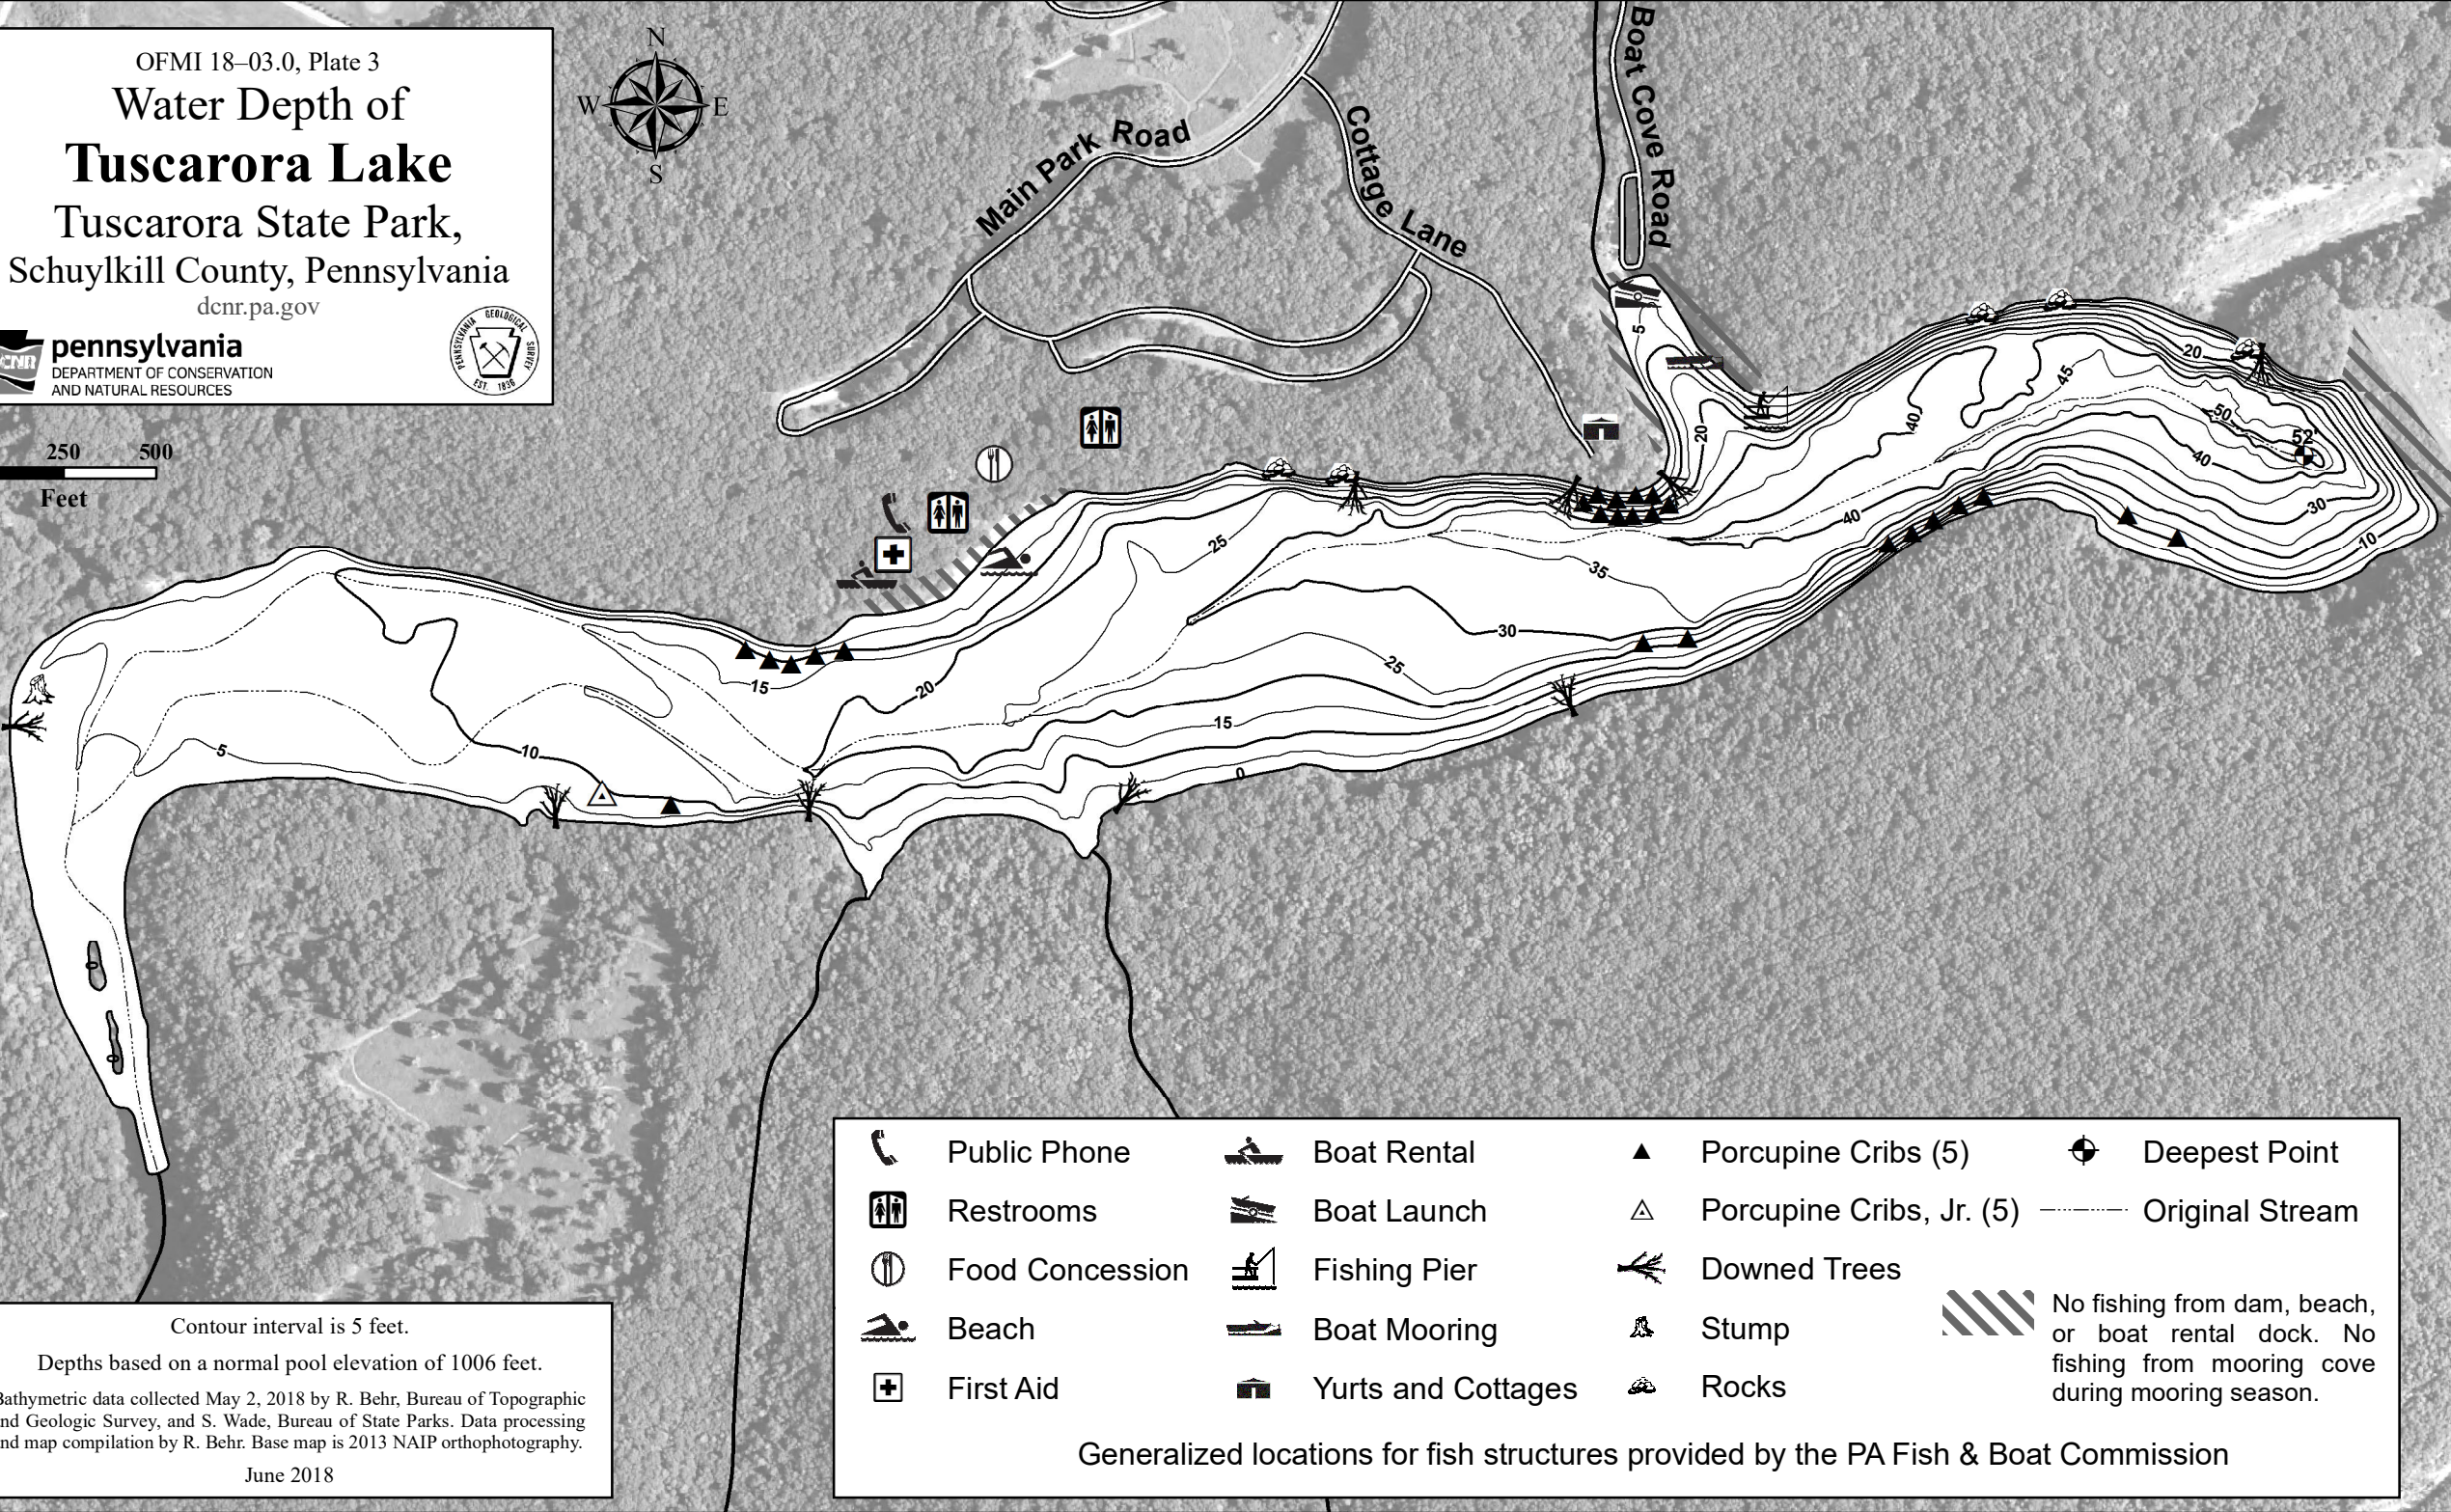 OFMI 18–03.0, Plate 3
Water Depth of
Tuscarora Lake
Tuscarora State Park,
Schuylkill County, Pennsylvania
dcnr.pa.gov
CNR
pennsylvania
DEPARTMENT OF CONSERVATION
AND NATURAL RESOURCES
PENNSYLVANIA GEOLOGICAL SURVEY
EST. 1836
N
W E
S
250 500
Feet
Main Park Road
Cottage Lane
Boat Cove Road
5
20
40
45
20
50
52'
40
30
10
40
35
30
25
25
20
15
15
10
5
0
0
0
Public Phone
Restrooms
Food Concession
Beach
First Aid
Boat Rental
Boat Launch
Fishing Pier
Boat Mooring
Yurts and Cottages
Porcupine Cribs (5)
Porcupine Cribs, Jr. (5)
Downed Trees
Stump
Rocks
Deepest Point
Original Stream
No fishing from dam, beach,
or boat rental dock. No
fishing from mooring cove
during mooring season.
Generalized locations for fish structures provided by the PA Fish & Boat Commission
Contour interval is 5 feet.
Depths based on a normal pool elevation of 1006 feet.
Bathymetric data collected May 2, 2018 by R. Behr, Bureau of Topographic
nd Geologic Survey, and S. Wade, Bureau of State Parks. Data processing
nd map compilation by R. Behr. Base map is 2013 NAIP orthophotography.
June 2018